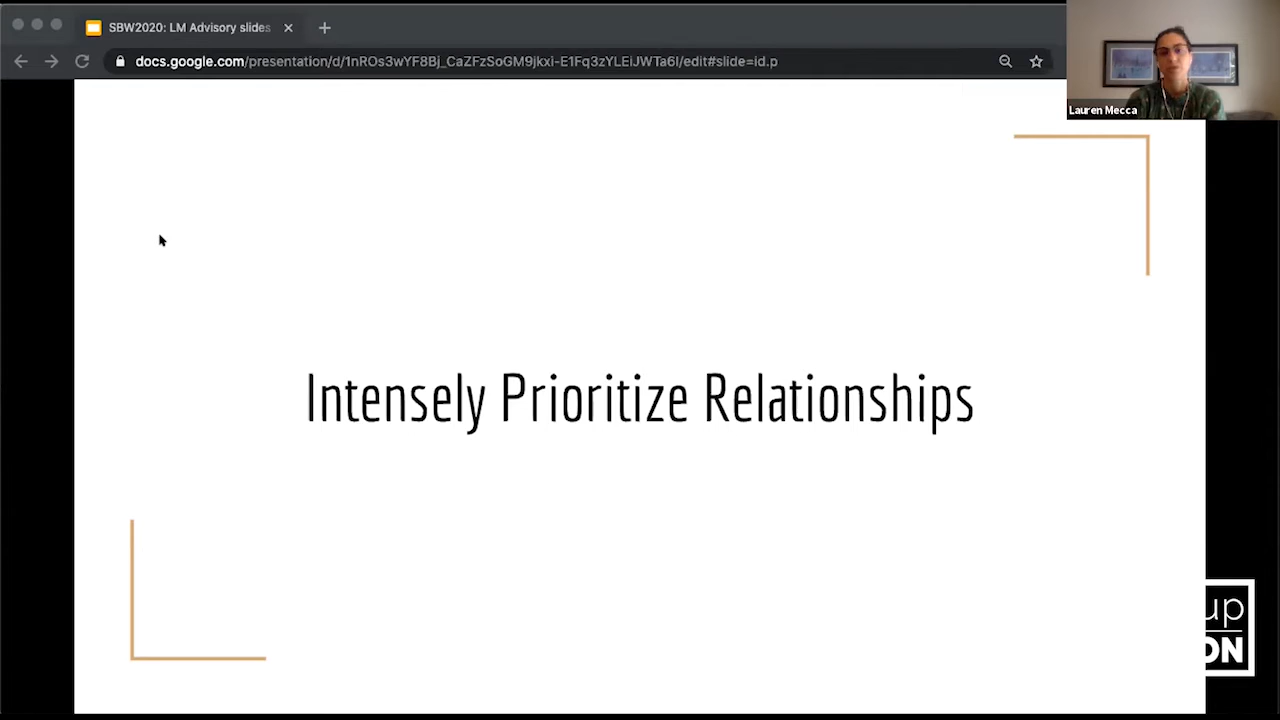 SBW2020: LM Advisory slides
docs.google.com/presentation/d/1nROs3wYF8Bj_CaZFzSoGM9jkxi-E1Fq3zYLEiJWTa6I/edit#slide=id.p
Lauren Mecca
Intensely Prioritize Relationships
up
ON